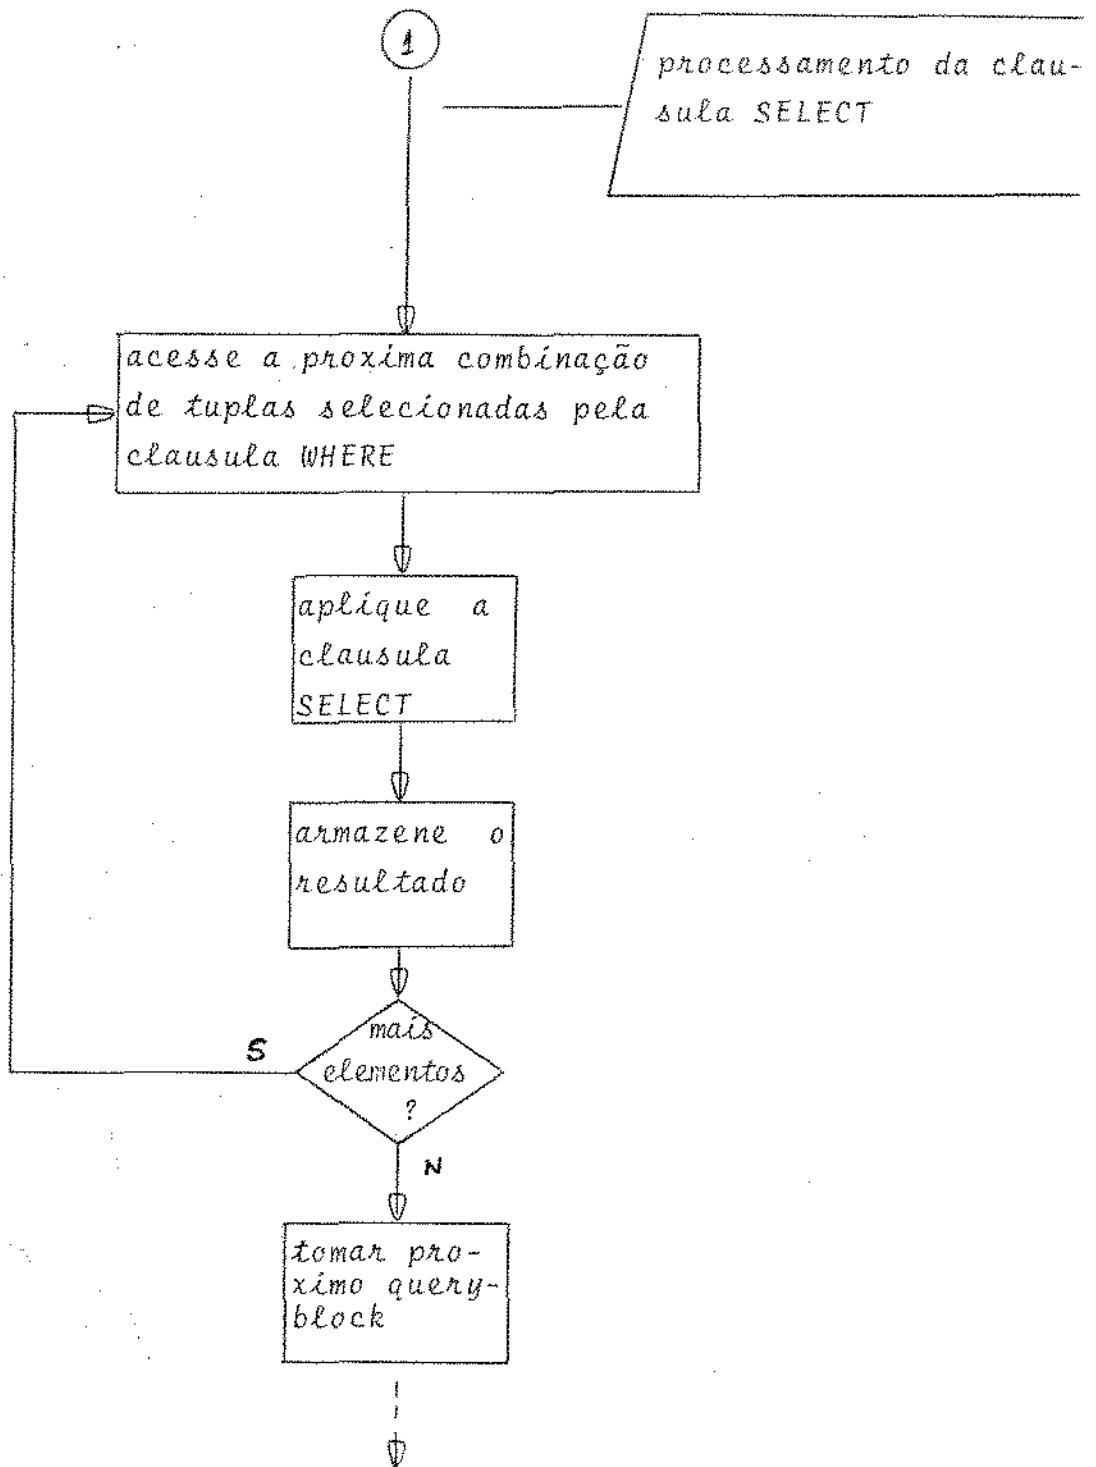 1
processamento da clau-
sula SELECT
acesse a proxima combinação
de tuplas selecionadas pela
clausula WHERE
aplique a
clausula
SELECT
armazene o
resultado
mais
elementos
?
S
N
tomar pro-
ximo query-
block